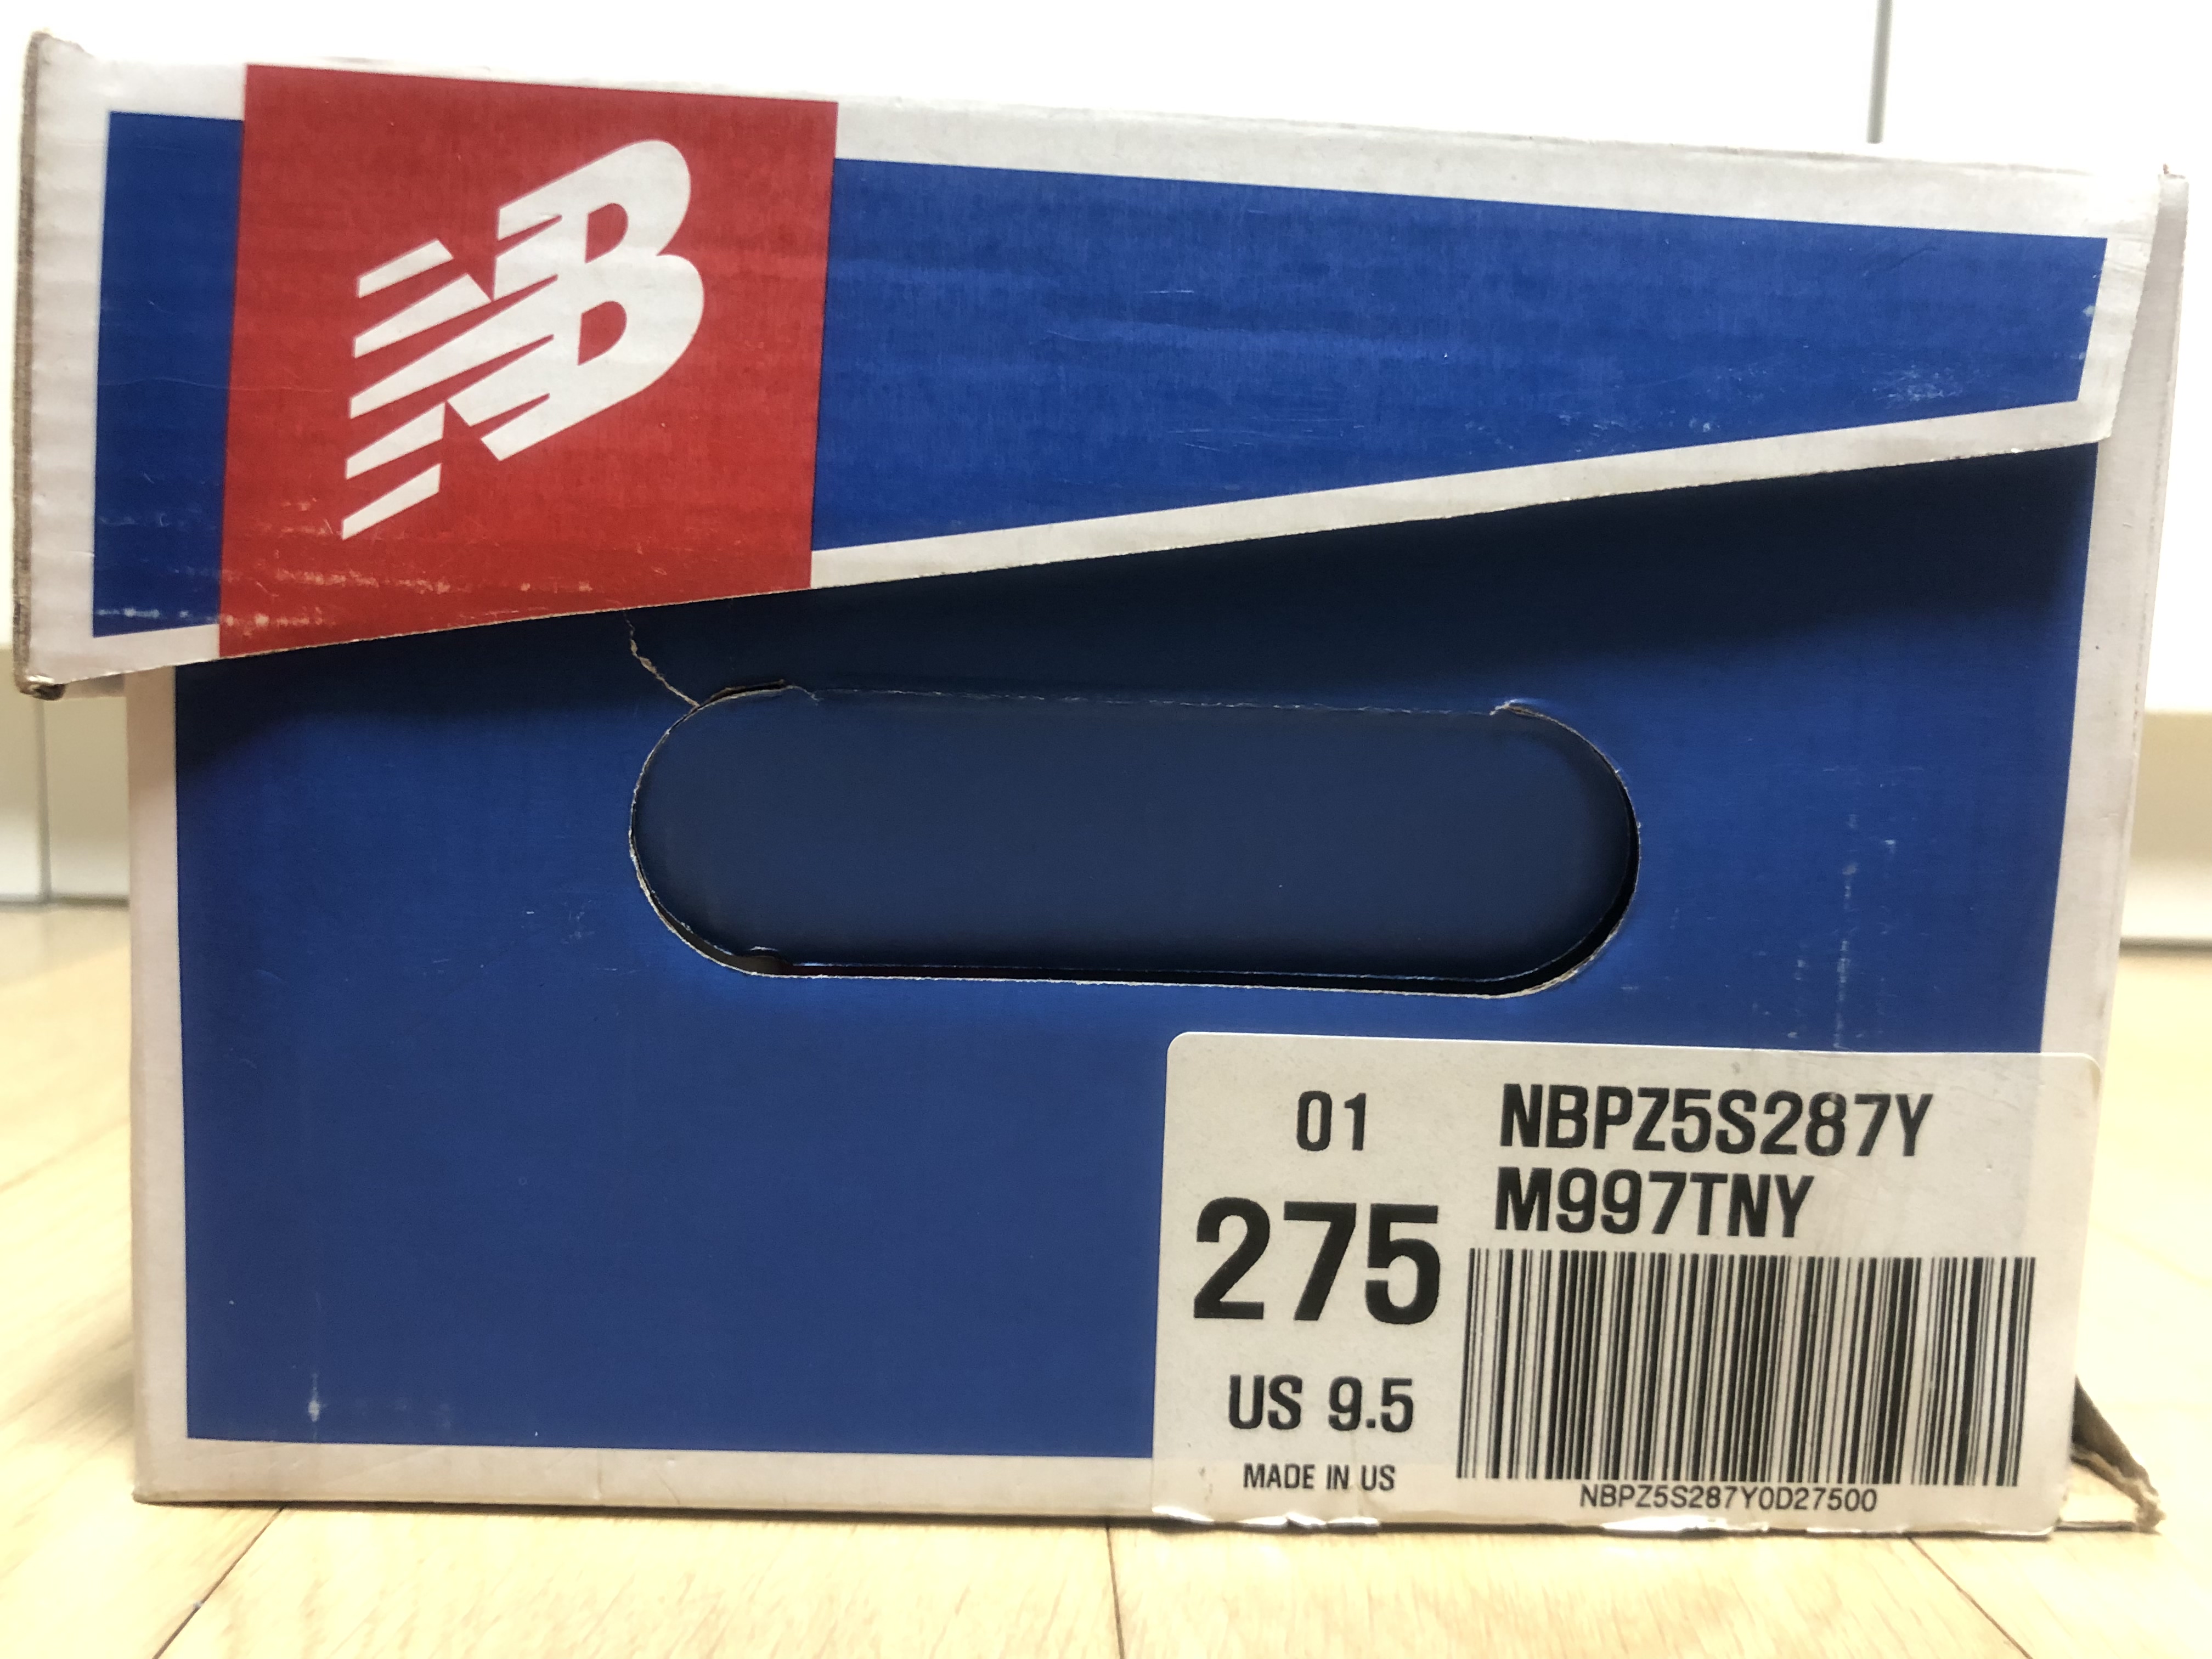 NB
01
NBPZ5S287Y
M997TNY
275
US 9.5
MADE IN US
NBPZ5S287Y0D27500